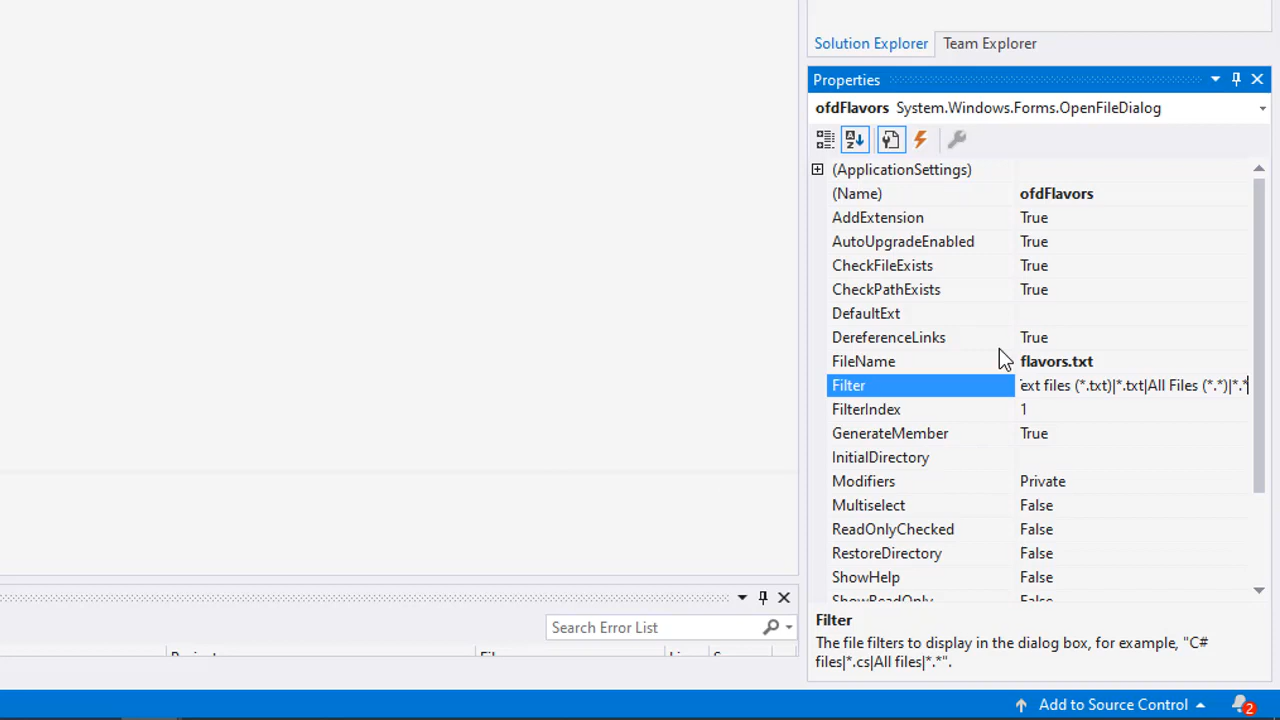 Solution Explorer Team Explorer
Properties
ofdFlavors System.Windows.Forms.OpenFileDialog
(ApplicationSettings)
(Name) ofdFlavors
AddExtension True
AutoUpgradeEnabled True
CheckFileExists True
CheckPathExists True
DefaultExt
DereferenceLinks True
FileName flavors.txt
Filter ext files (*.txt)|*.txt|All Files (*.*)|*.*
FilterIndex 1
GenerateMember True
InitialDirectory
Modifiers Private
Multiselect False
ReadOnlyChecked False
RestoreDirectory False
ShowHelp False
ShowReadOnly False
Search Error List
Filter
The file filters to display in the dialog box, for example, "C#
files|*.cs|All files|*.*".
Add to Source Control 2